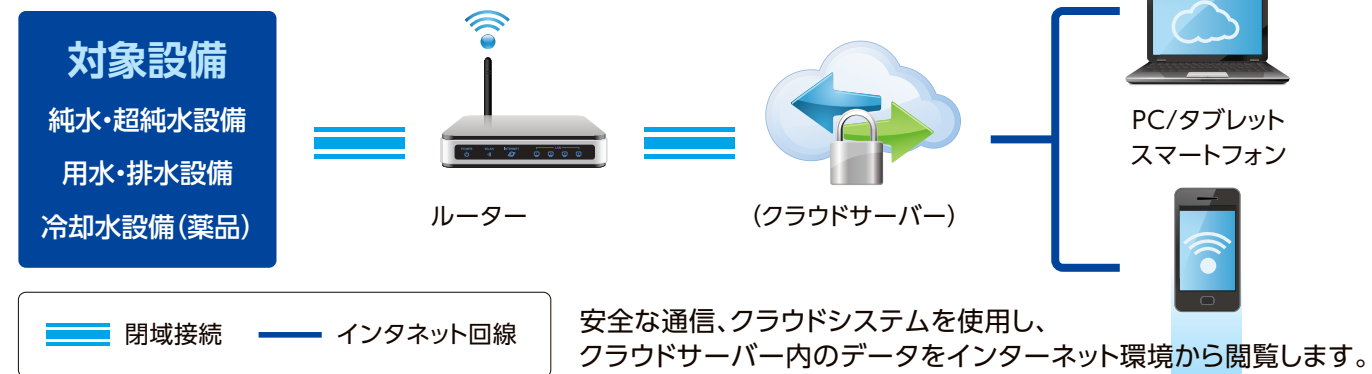 対象設備
純水・超純水設備
用水・排水設備
冷却水設備(薬品)
ルーター
(クラウドサーバー)
PC/タブレット
スマートフォン
閉域接続
インタネット回線
安全な通信、クラウドシステムを使用し、
クラウドサーバー内のデータをインターネット環境から閲覧します。